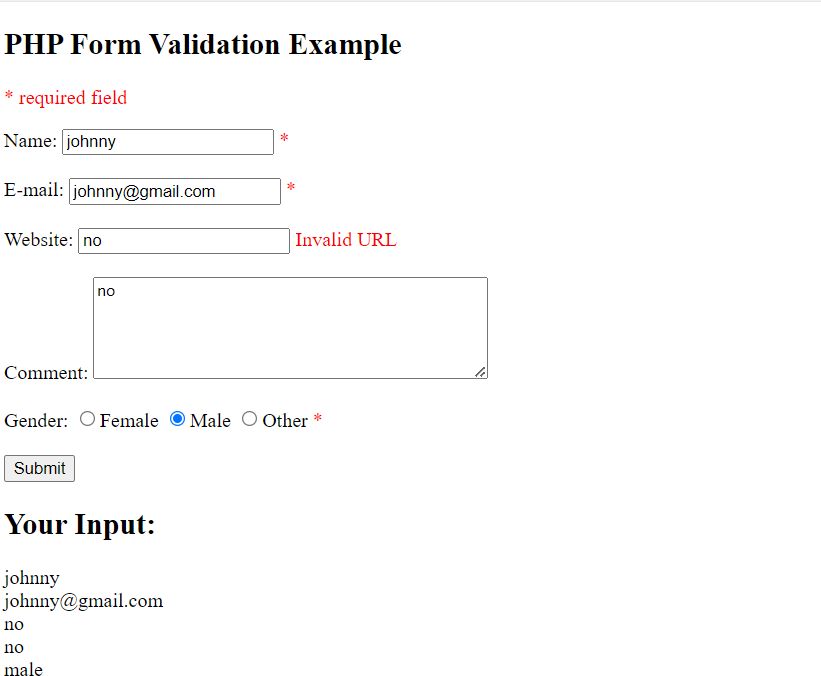 PHP Form Validation Example
* required field
Name: johnny *
E-mail: johnny@gmail.com *
Website: no Invalid URL
no
Comment:
Gender: Female Male Other *
Submit
Your Input:
johnny
johnny@gmail.com
no
no
male